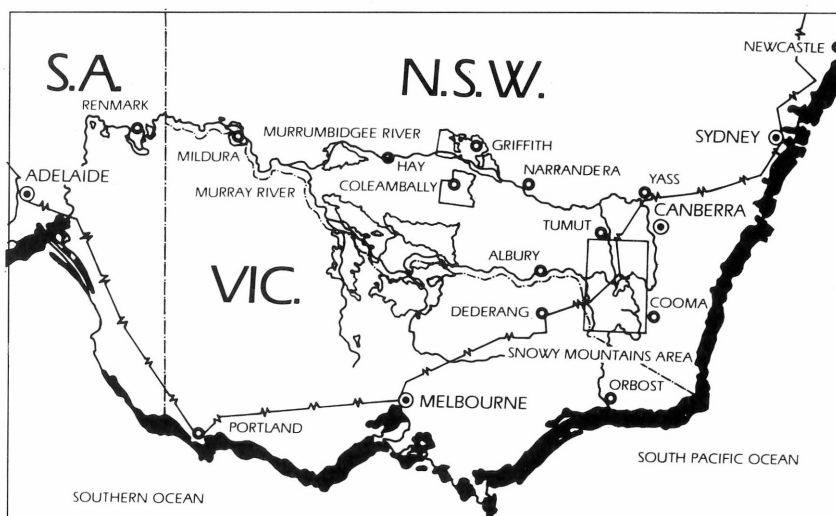 NEWCASTLE
S.A.
N.S.W.
RENMARK
MURRUMBIDGEE RIVER
GRIFFITH
SYDNEY
MILDURA
HAY
NARRANDERA
YASS
ADELAIDE
MURRAY RIVER
COLEAMBALLY
CANBERRA
TUMUT
ALBURY
VIC.
DEDERANG
COOMA
SNOWY MOUNTAINS AREA
ORBOST
MELBOURNE
PORTLAND
SOUTH PACIFIC OCEAN
SOUTHERN OCEAN